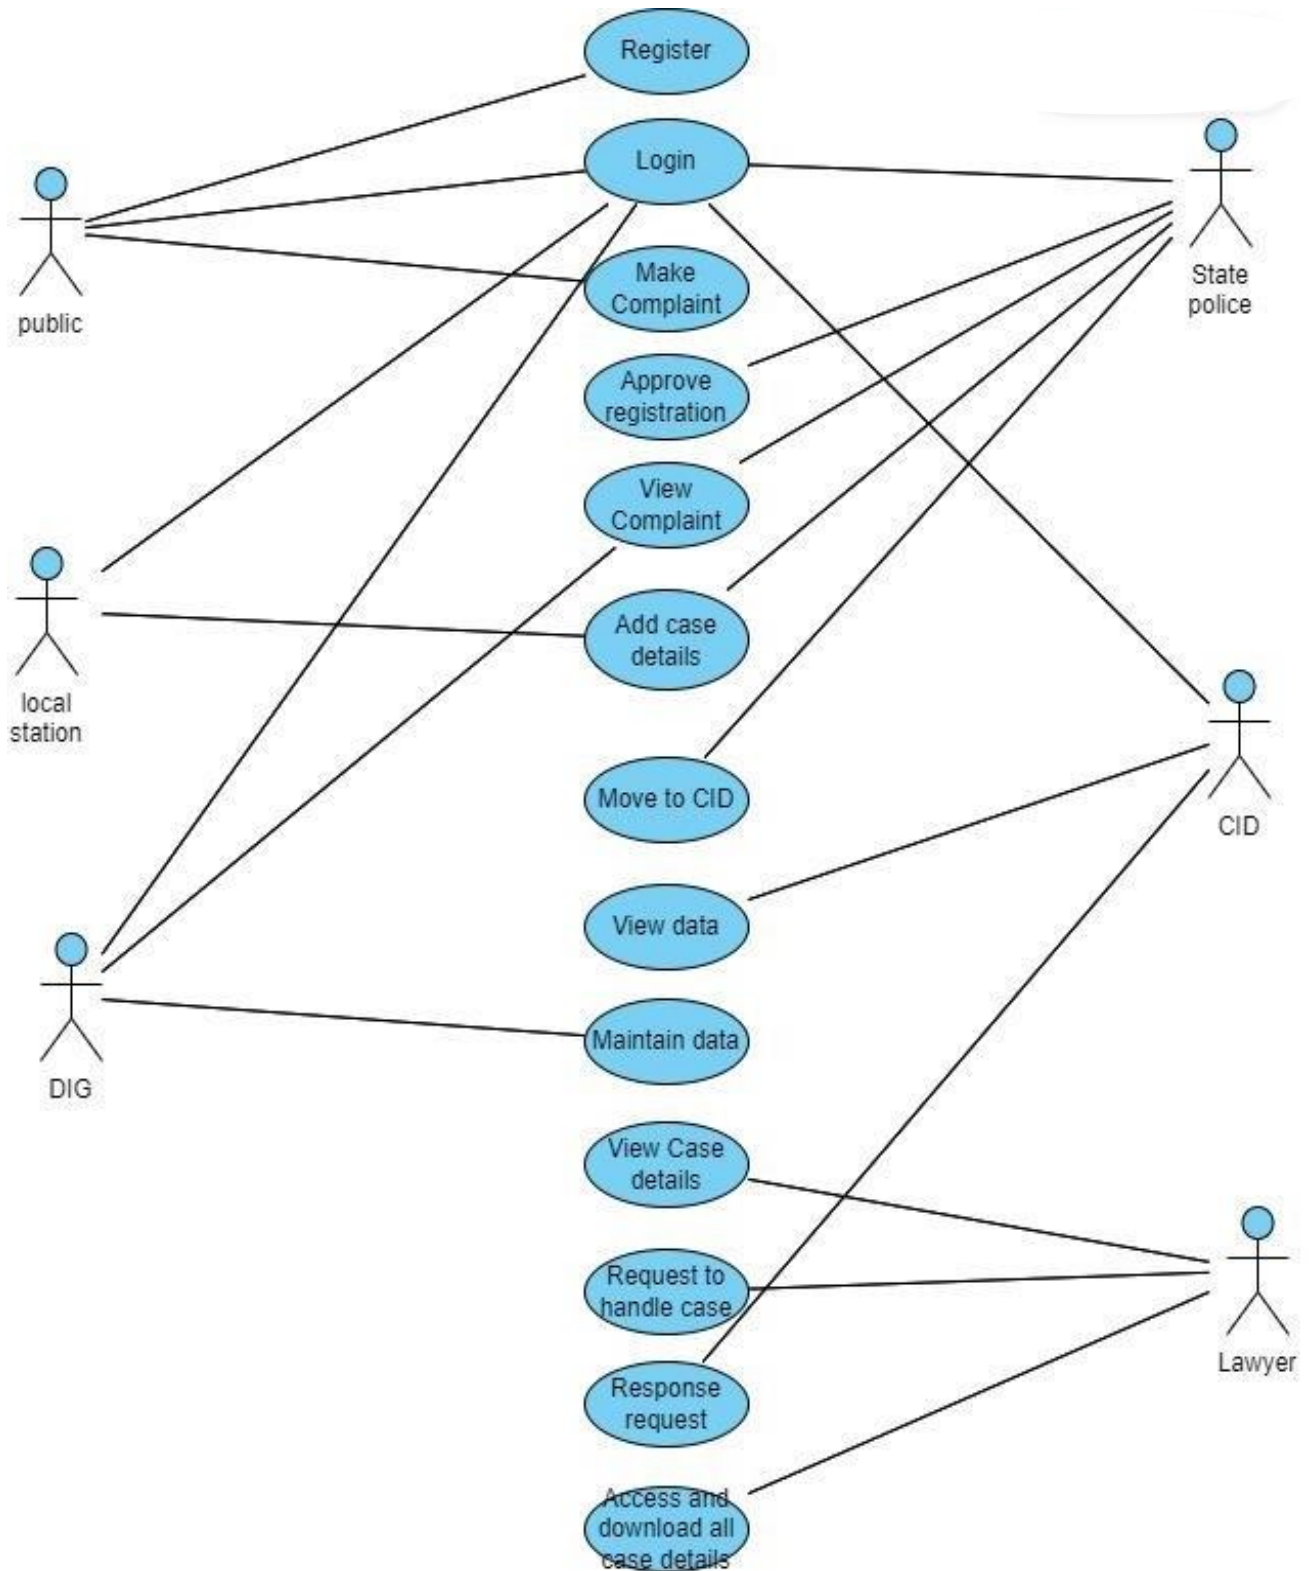 Register
Login
public
State
police
Make
Complaint
Approve
registration
View
Complaint
local
station
Add case
details
Move to CID
CID
View data
DIG
Maintain data
View Case
details
Request to
handle case
Lawyer
Response
request
Access and
download all
case details